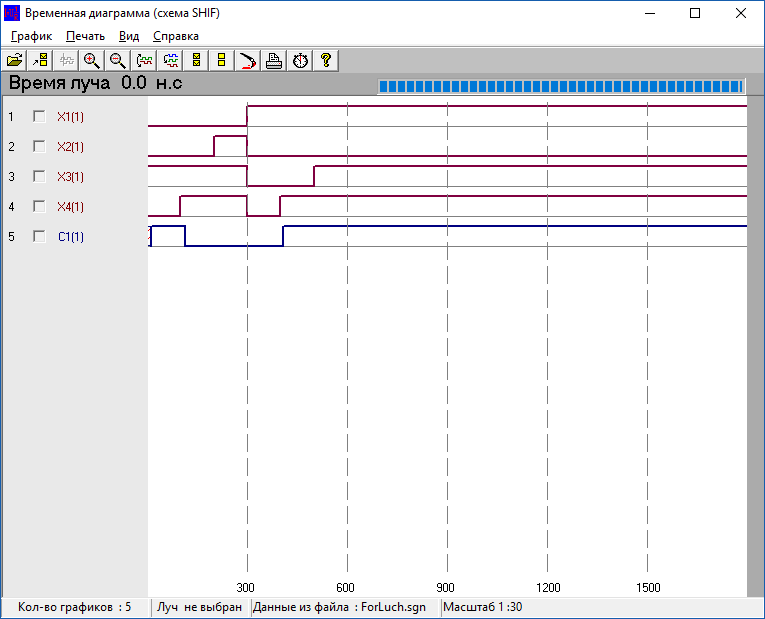 Временная диаграмма (схема SHIF)
График Печать Вид Справка
Время луча 0.0 н.с
1 X1(1)
2 X2(1)
3 X3(1)
4 X4(1)
5 C1(1)
300 600 900 1200 1500
Кол-во графиков : 5 Луч не выбран Данные из файла : ForLuch.sgn Масштаб 1 :30